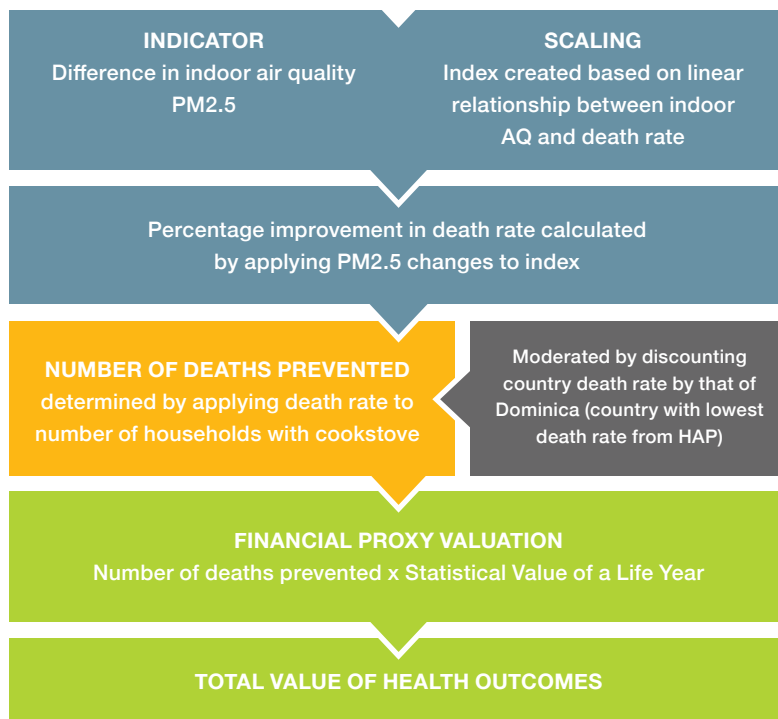 INDICATOR
Difference in indoor air quality
PM2.5
SCALING
Index created based on linear
relationship between indoor
AQ and death rate
Percentage improvement in death rate calculated
by applying PM2.5 changes to index
NUMBER OF DEATHS PREVENTED
determined by applying death rate to
number of households with cookstove
Moderated by discounting
country death rate by that of
Dominica (country with lowest
death rate from HAP)
FINANCIAL PROXY VALUATION
Number of deaths prevented x Statistical Value of a Life Year
TOTAL VALUE OF HEALTH OUTCOMES